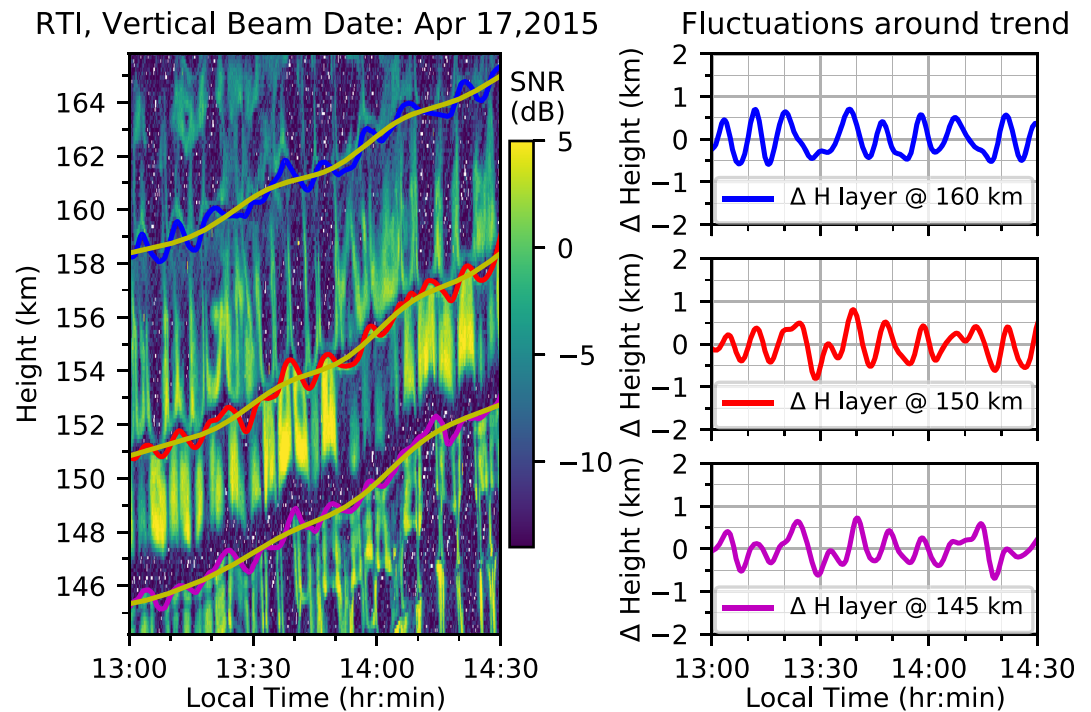 RTI, Vertical Beam Date: Apr 17,2015
Height (km)
164
162
160
158
156
154
152
150
148
146
13:00
13:30
14:00
14:30
Local Time (hr:min)
SNR
(dB)
5
0
−5
−10
Fluctuations around trend
Δ Height (km)
2
1
0
−1
−2
Δ H layer @ 160 km
Δ Height (km)
2
1
0
−1
−2
Δ H layer @ 150 km
Δ Height (km)
2
1
0
−1
−2
Δ H layer @ 145 km
13:00
13:30
14:00
14:30
Local Time (hr:min)